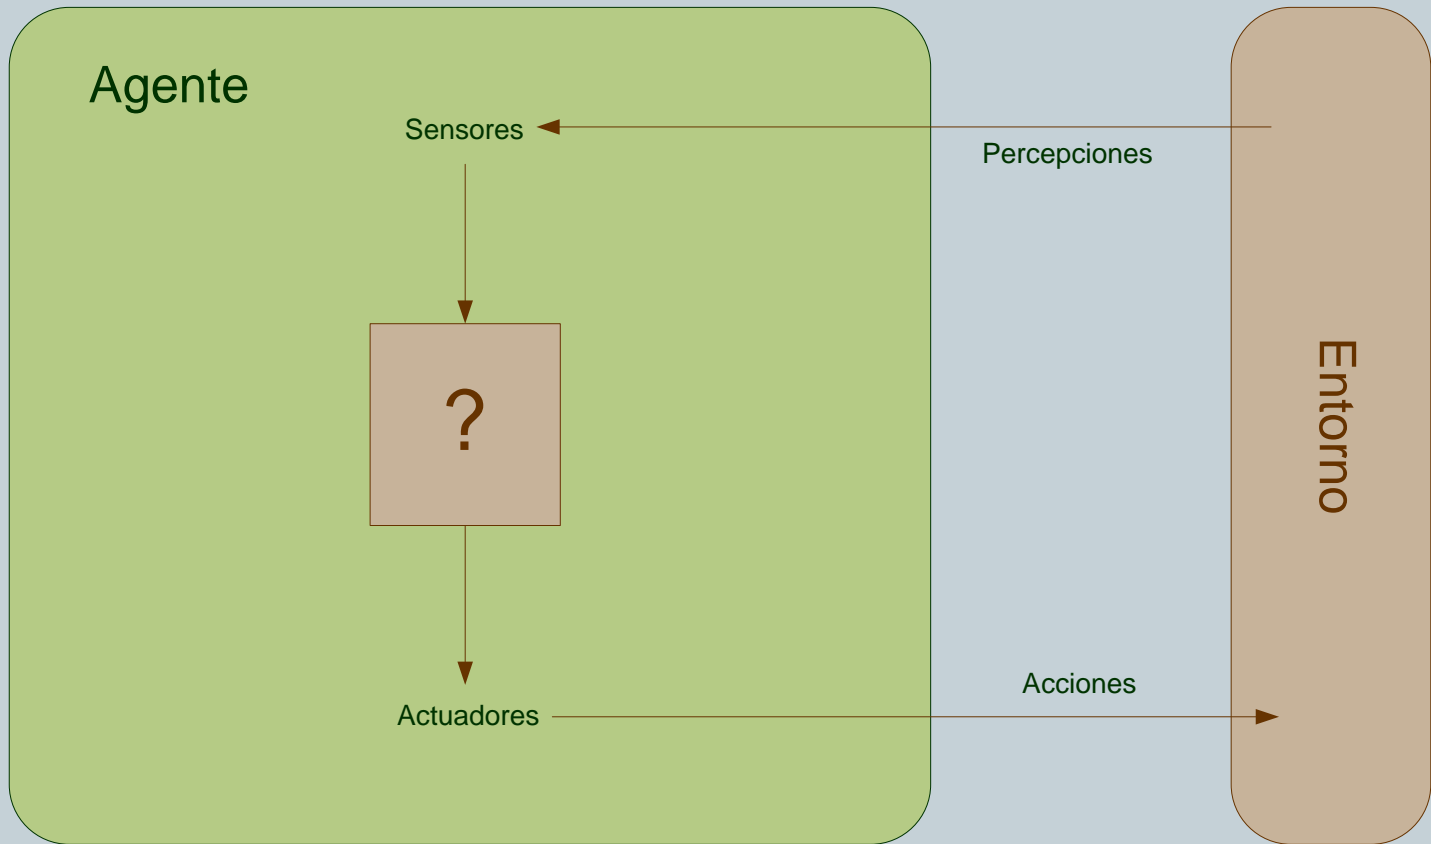 Agente
Sensores
Percepciones
?
Entorno
Acciones
Actuadores